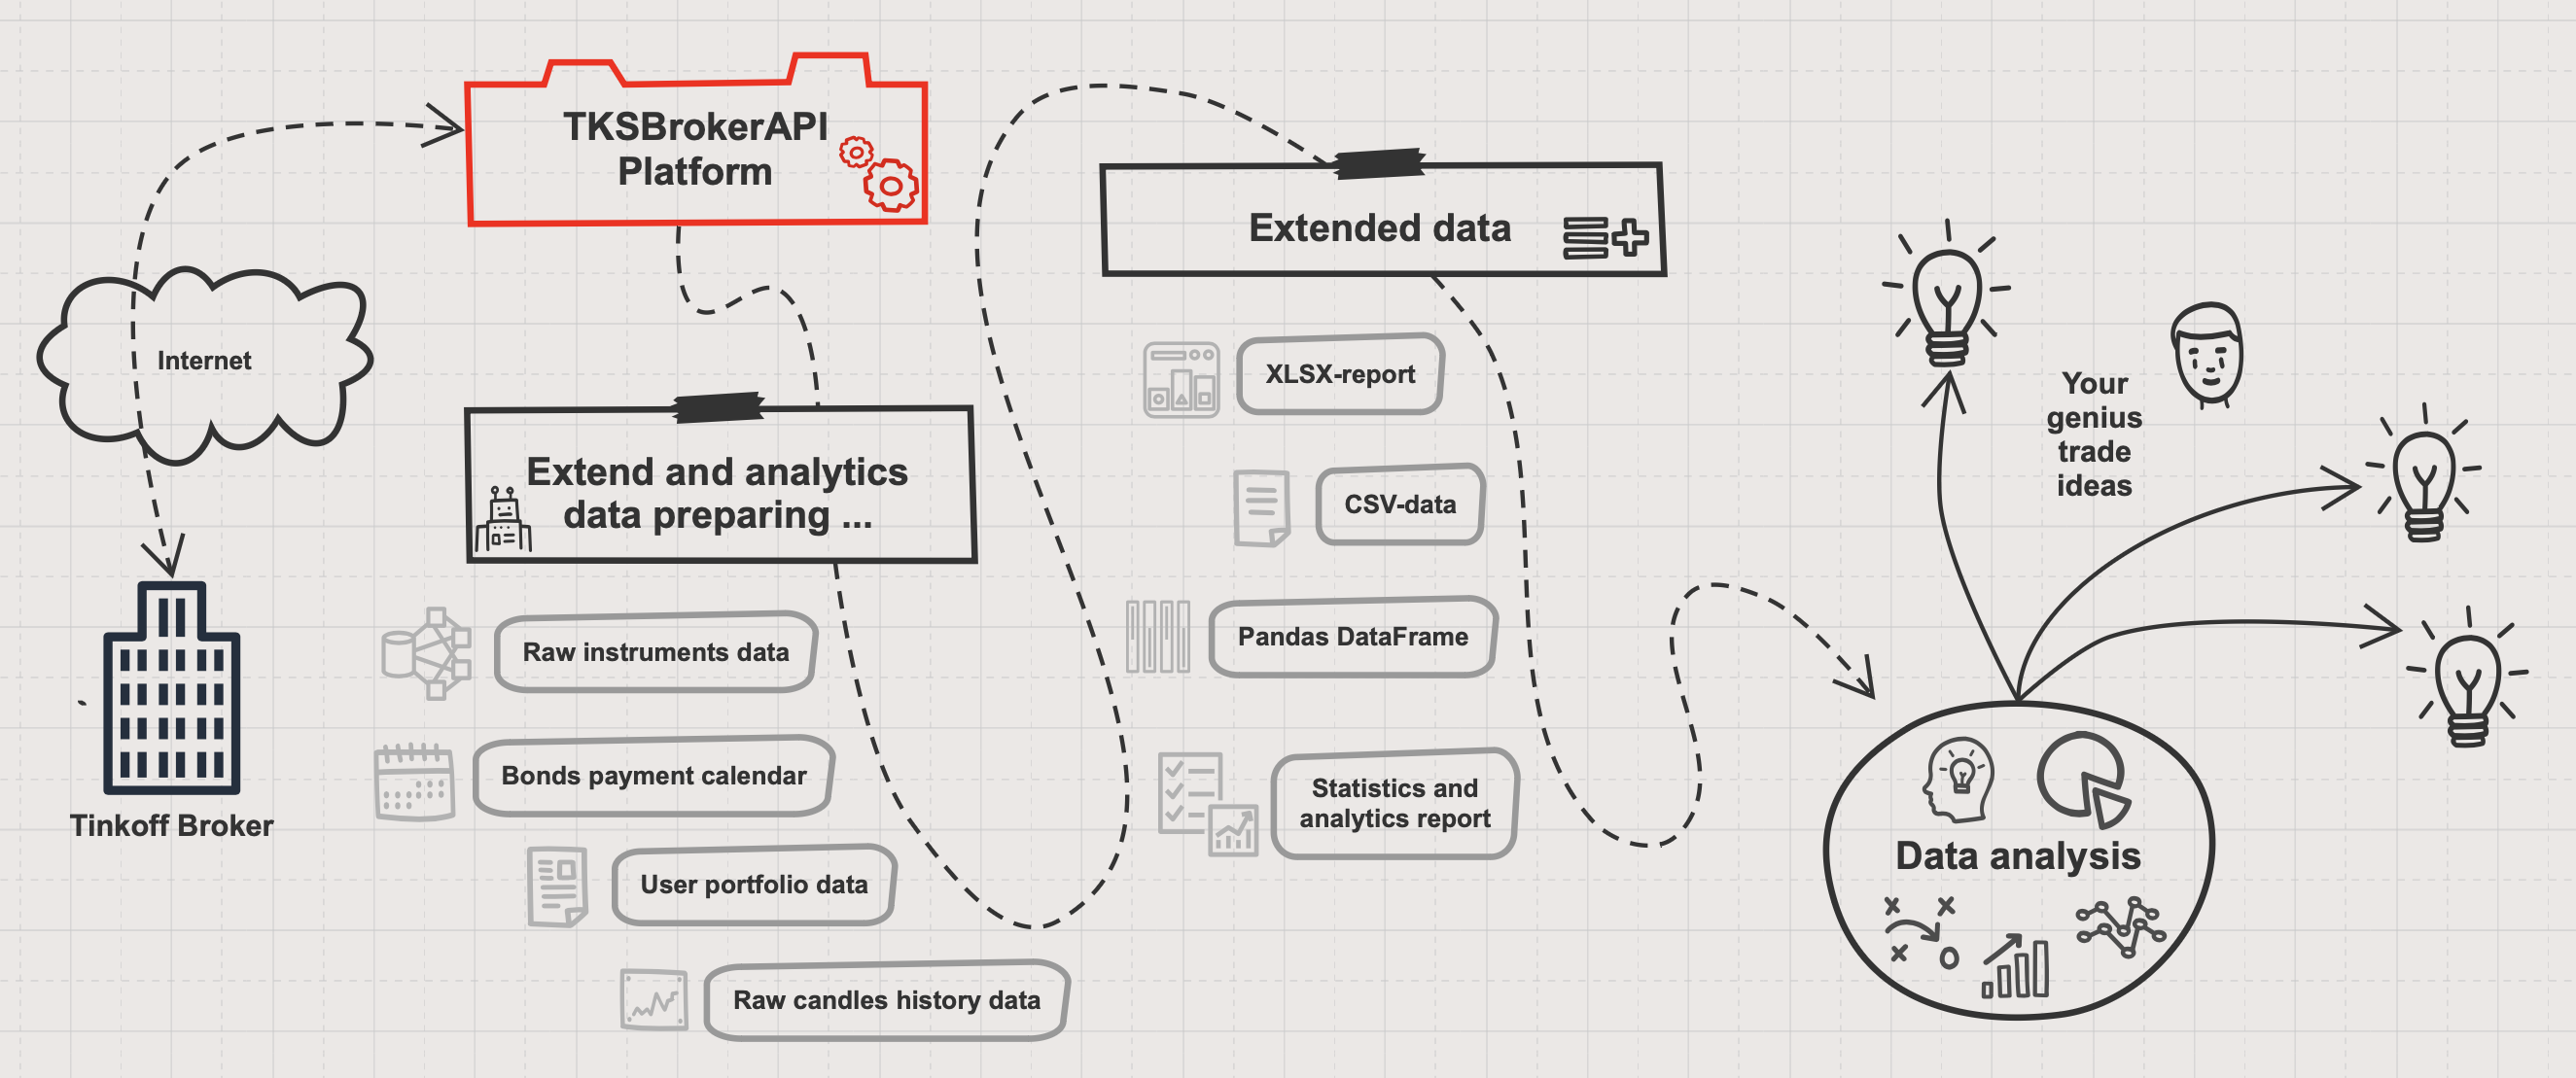 TKSBrokerAPI
Platform
Internet
Tinkoff Broker
Extend and analytics
data preparing ...
Raw instruments data
Bonds payment calendar
User portfolio data
Raw candles history data
Extended data
XLSX-report
CSV-data
Pandas DataFrame
Statistics and
analytics report
Your
genius
trade
ideas
Data analysis